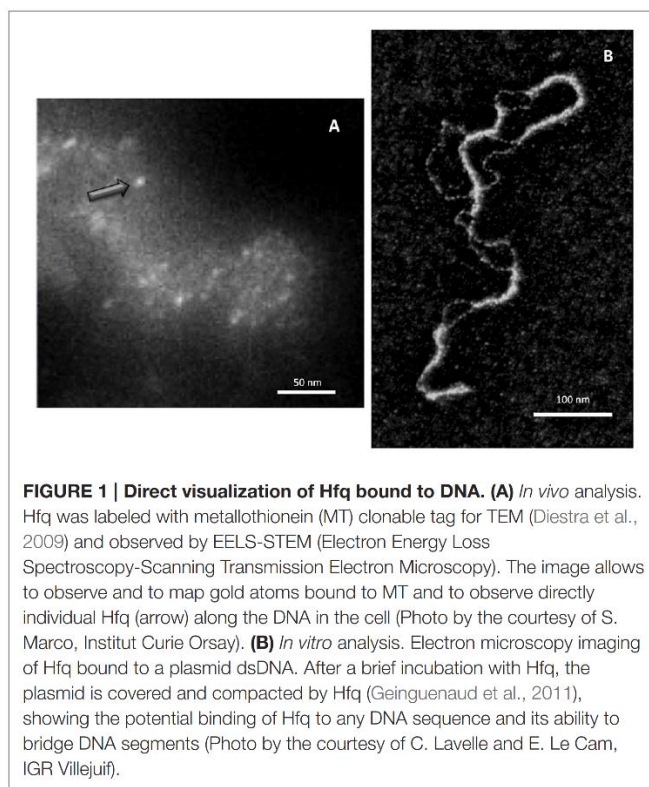 A
B
50 nm
100 nm
FIGURE 1 | Direct visualization of Hfq bound to DNA. (A) In vivo analysis.
Hfq was labeled with metallothionein (MT) clonable tag for TEM (Diestra et al.,
2009) and observed by EELS-STEM (Electron Energy Loss
Spectroscopy-Scanning Transmission Electron Microscopy). The image allows
to observe and to map gold atoms bound to MT and to observe directly
individual Hfq (arrow) along the DNA in the cell (Photo by the courtesy of S.
Marco, Institut Curie Orsay). (B) In vitro analysis. Electron microscopy imaging
of Hfq bound to a plasmid dsDNA. After a brief incubation with Hfq, the
plasmid is covered and compacted by Hfq (Geinguenaud et al., 2011),
showing the potential binding of Hfq to any DNA sequence and its ability to
bridge DNA segments (Photo by the courtesy of C. Lavelle and E. Le Cam,
IGR Villejuif).